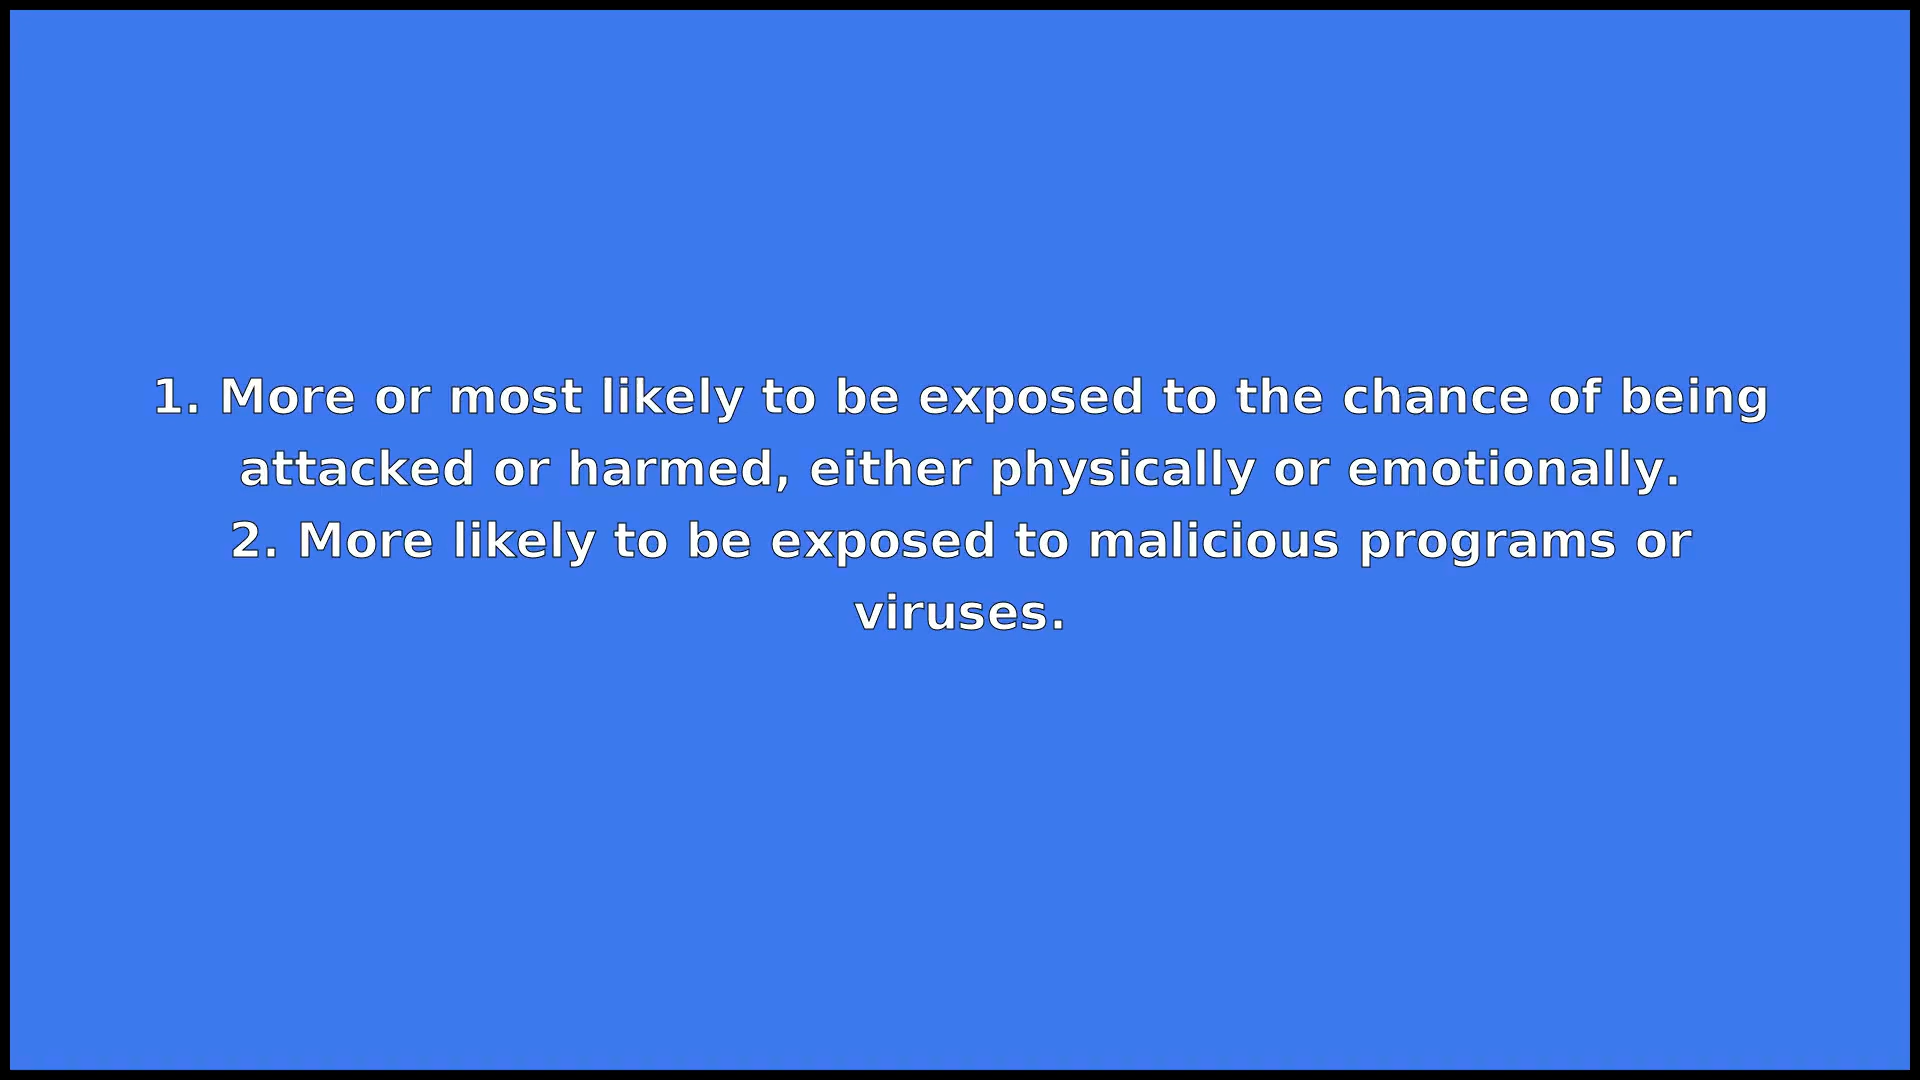 1. More or most likely to be exposed to the chance of being
attacked or harmed, either physically or emotionally.
2. More likely to be exposed to malicious programs or
viruses.